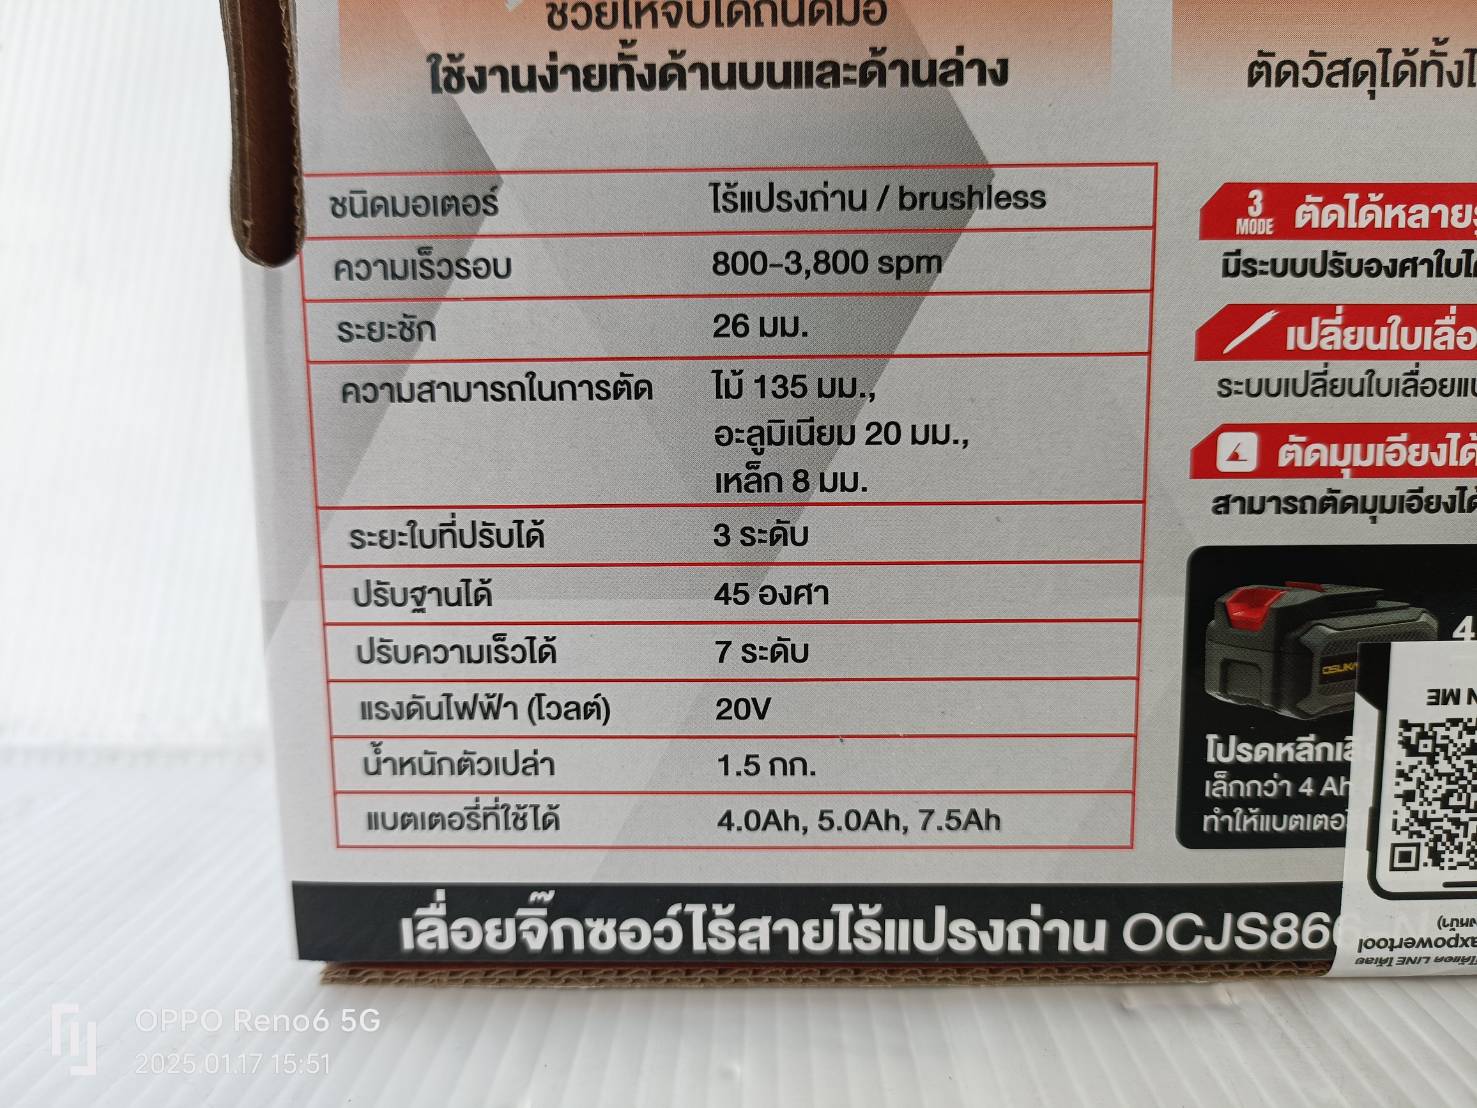 ช่วยให้จับได้ถนัดมือ
ใช้งานง่ายทั้งด้านบนและด้านล่าง
ตัดวัสดุได้ทั้งไ
ชนิดมอเตอร์ ไร้แปรงถ่าน / brushless
ความเร็วรอบ 800-3,800 spm
ระยะชัก 26 มม.
ความสามารถในการตัด ไม้ 135 มม.,
อะลูมิเนียม 20 มม.,
เหล็ก 8 มม.
ระยะใบที่ปรับได้ 3 ระดับ
ปรับฐานได้ 45 องศา
ปรับความเร็วได้ 7 ระดับ
แรงดันไฟฟ้า (โวลต์) 20V
น้ำหนักตัวเปล่า 1.5 กก.
แบตเตอรี่ที่ใช้ได้ 4.0Ah, 5.0Ah, 7.5Ah
3 MODE ตัดได้หลาย
มีระบบปรับองศาใบได้
เปลี่ยนใบเลื่อ
ระบบเปลี่ยนใบเลื่อยแบ
ตัดมุมเอียงได้
สามารถตัดมุมเอียงได้
OSUKA
โปรดหลีกเลี่
เล็กกว่า 4 Ah
ทำให้แบตเตอ
เลื่อยจิ๊กซอว์ไร้สายไร้แปรงถ่าน OCJS86
OPPO Reno6 5G
2025.01.17 15:51